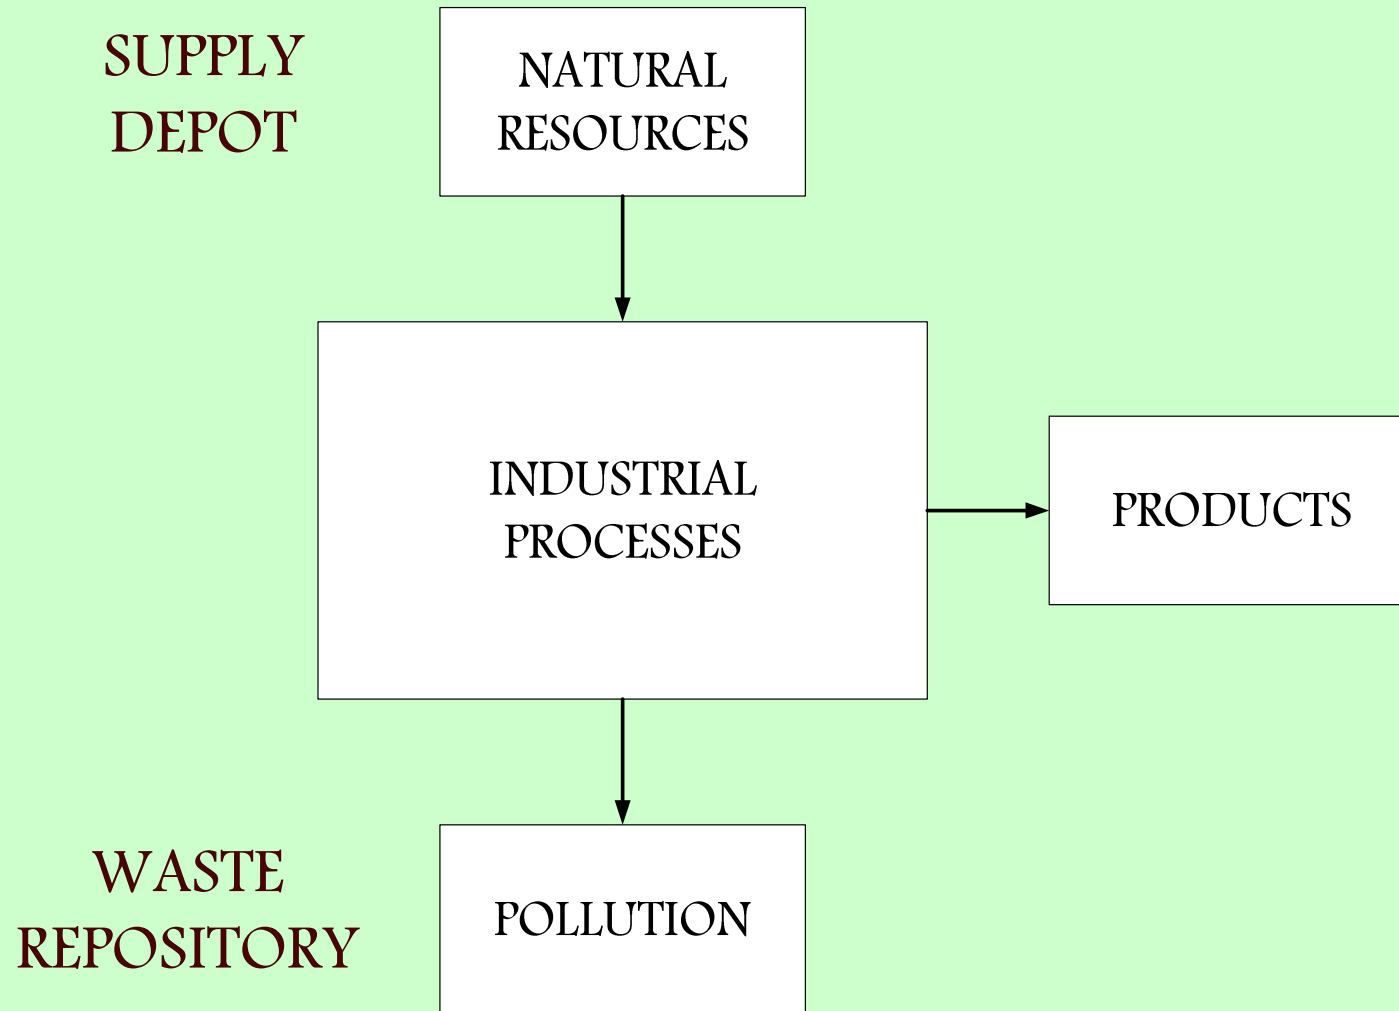 SUPPLY
DEPOT
NATURAL
RESOURCES
INDUSTRIAL
PROCESSES
PRODUCTS
WASTE
REPOSITORY
POLLUTION